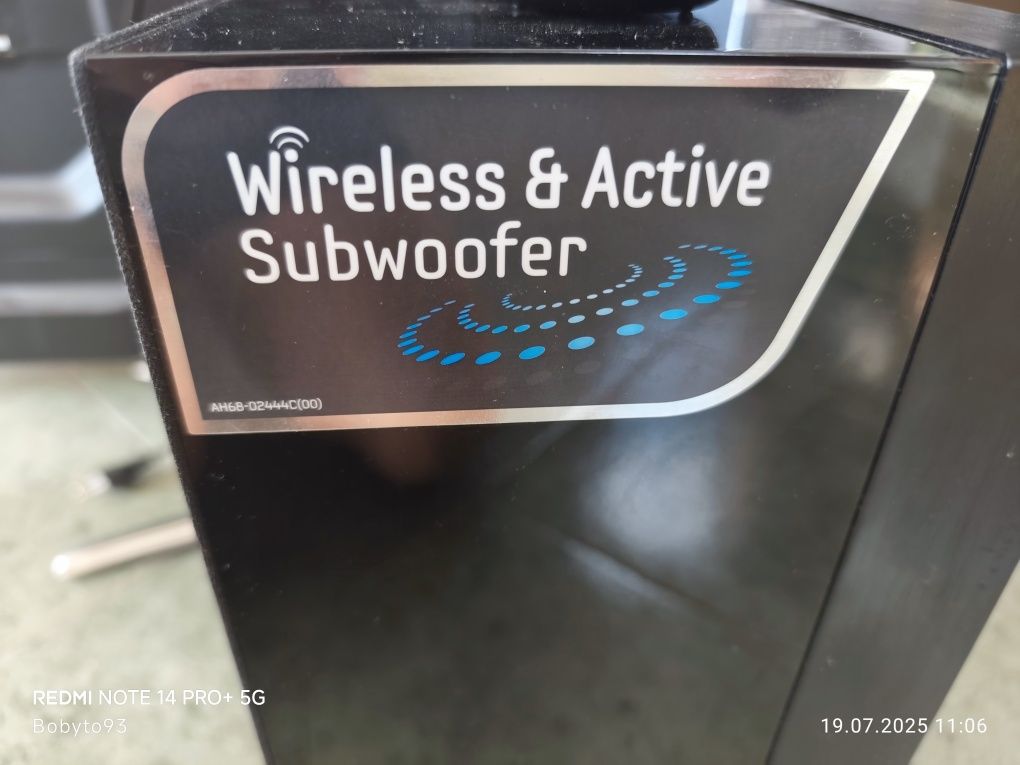 Wireless & Active
Subwoofer
AH68-02444C(00)
REDMI NOTE 14 PRO+ 5G
Bobyto93
19.07.2025 11:06